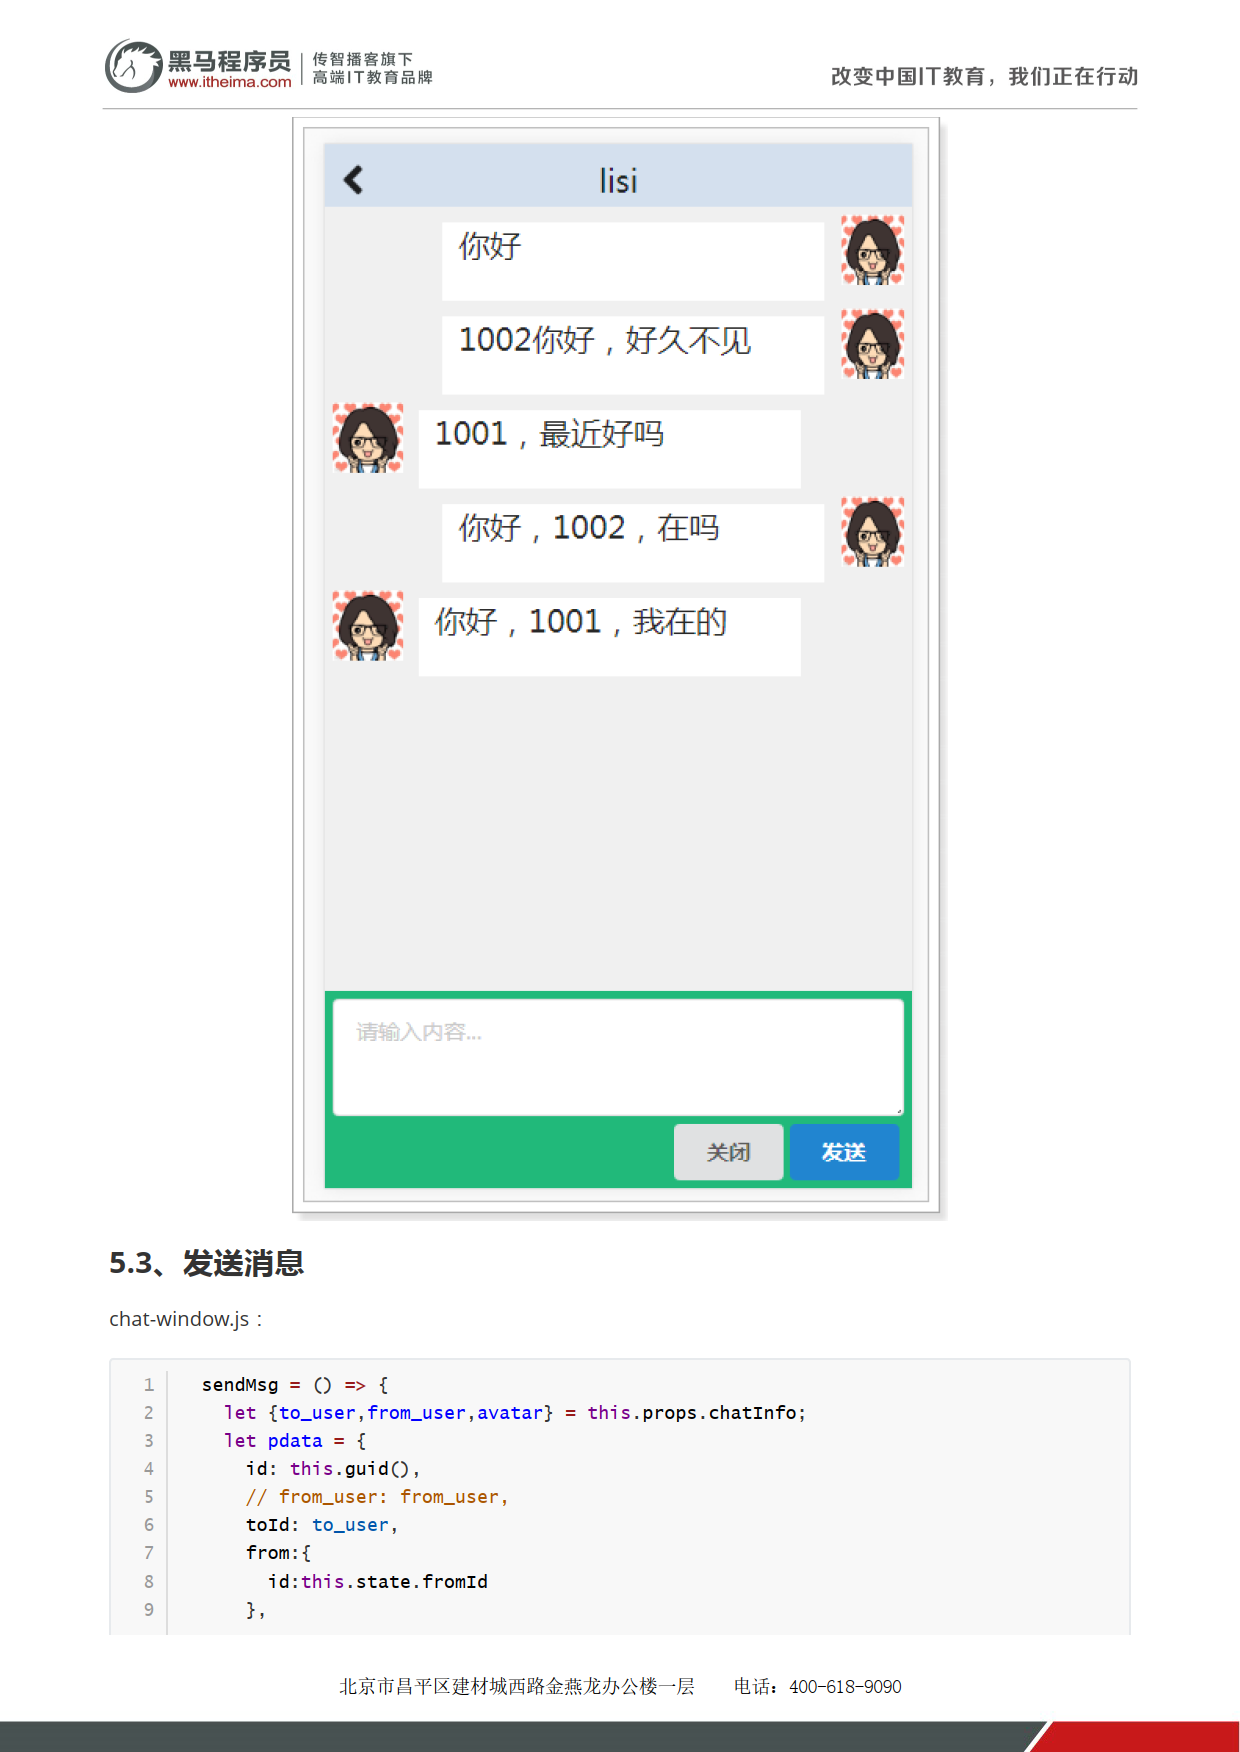 黑马程序员
www.itheima.com
传智播客旗下
高端IT教育品牌
改变中国IT教育，我们正在行动
lisi
你好
1002你好，好久不见
1001，最近好吗
你好，1002，在吗
你好，1001，我在的
请输入内容...
关闭
发送
5.3、发送消息
chat-window.js：
1 sendMsg = () => {
2 let {to_user,from_user,avatar} = this.props.chatInfo;
3 let pdata = {
4 id: this.guid(),
5 // from_user: from_user,
6 toId: to_user,
7 from:{
8 id:this.state.fromId
9 },
北京市昌平区建材城西路金燕龙办公楼一层 电话：400-618-9090